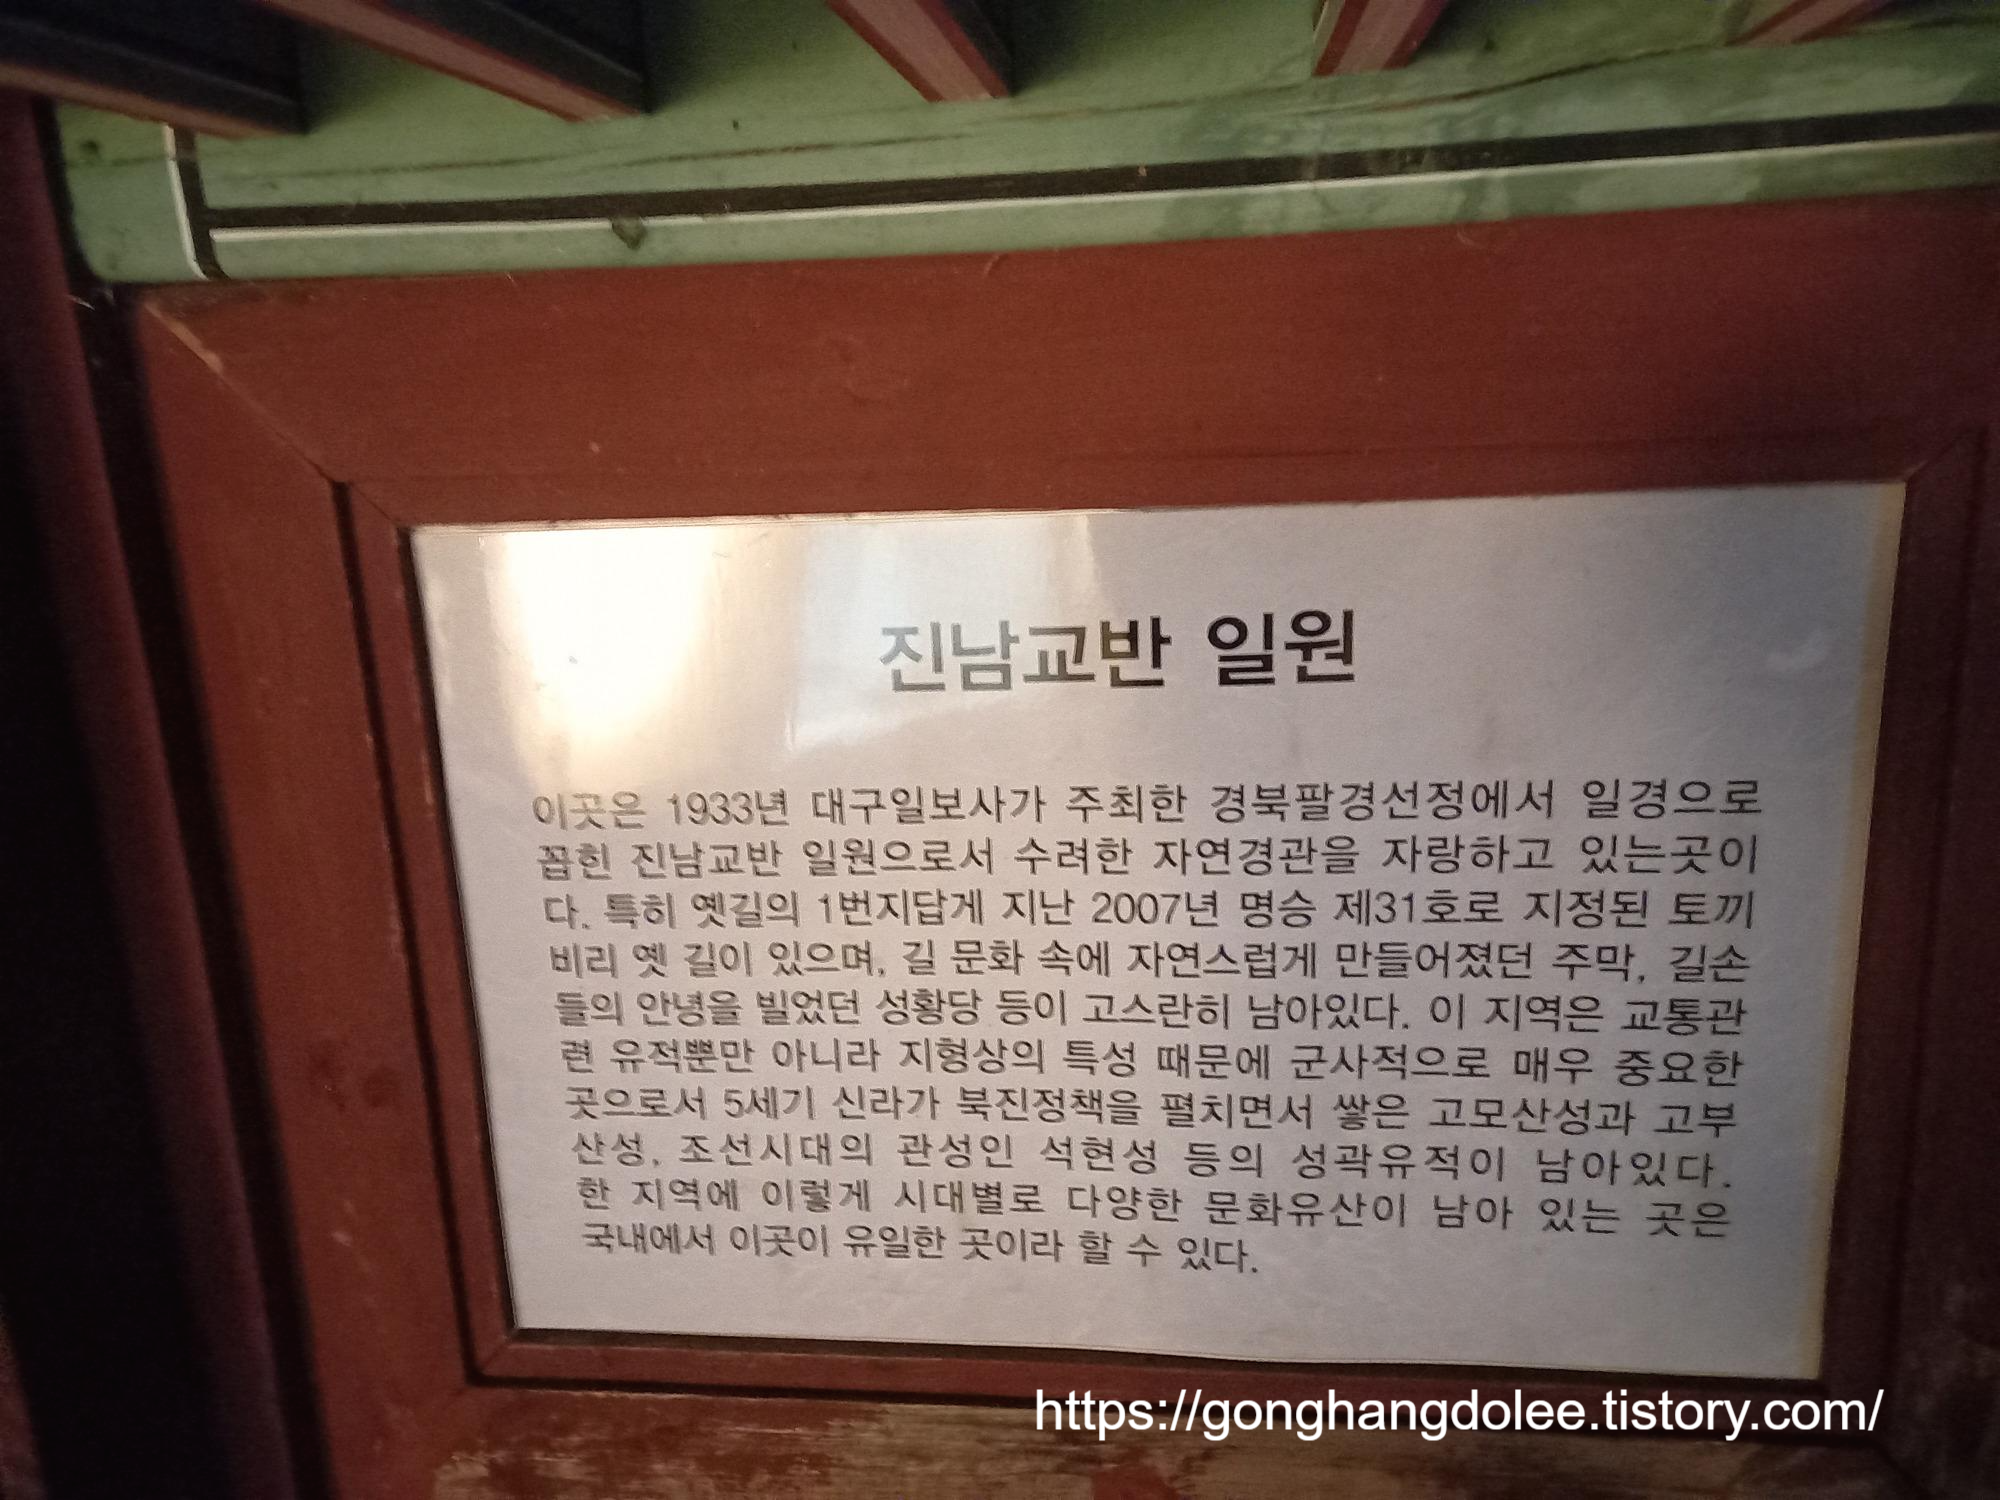 진남교반 일원
이곳은 1933년 대구일보사가 주최한 경북팔경선정에서 일경으로
꼽힌 진남교반 일원으로서 수려한 자연경관을 자랑하고 있는곳이
다. 특히 옛길의 1번지답게 지난 2007년 명승 제31호로 지정된 토끼
비리 옛 길이 있으며, 길 문화 속에 자연스럽게 만들어졌던 주막, 길손
들의 안녕을 빌었던 성황당 등이 고스란히 남아있다. 이 지역은 교통관
련 유적뿐만 아니라 지형상의 특성 때문에 군사적으로 매우 중요한
곳으로서 5세기 신라가 북진정책을 펼치면서 쌓은 고모산성과 고부
산성, 조선시대의 관성인 석현성 등의 성곽유적이 남아있다.
한 지역에 이렇게 시대별로 다양한 문화유산이 남아 있는 곳은
국내에서 이곳이 유일한 곳이라 할 수 있다.
https://gonghangdolee.tistory.com/